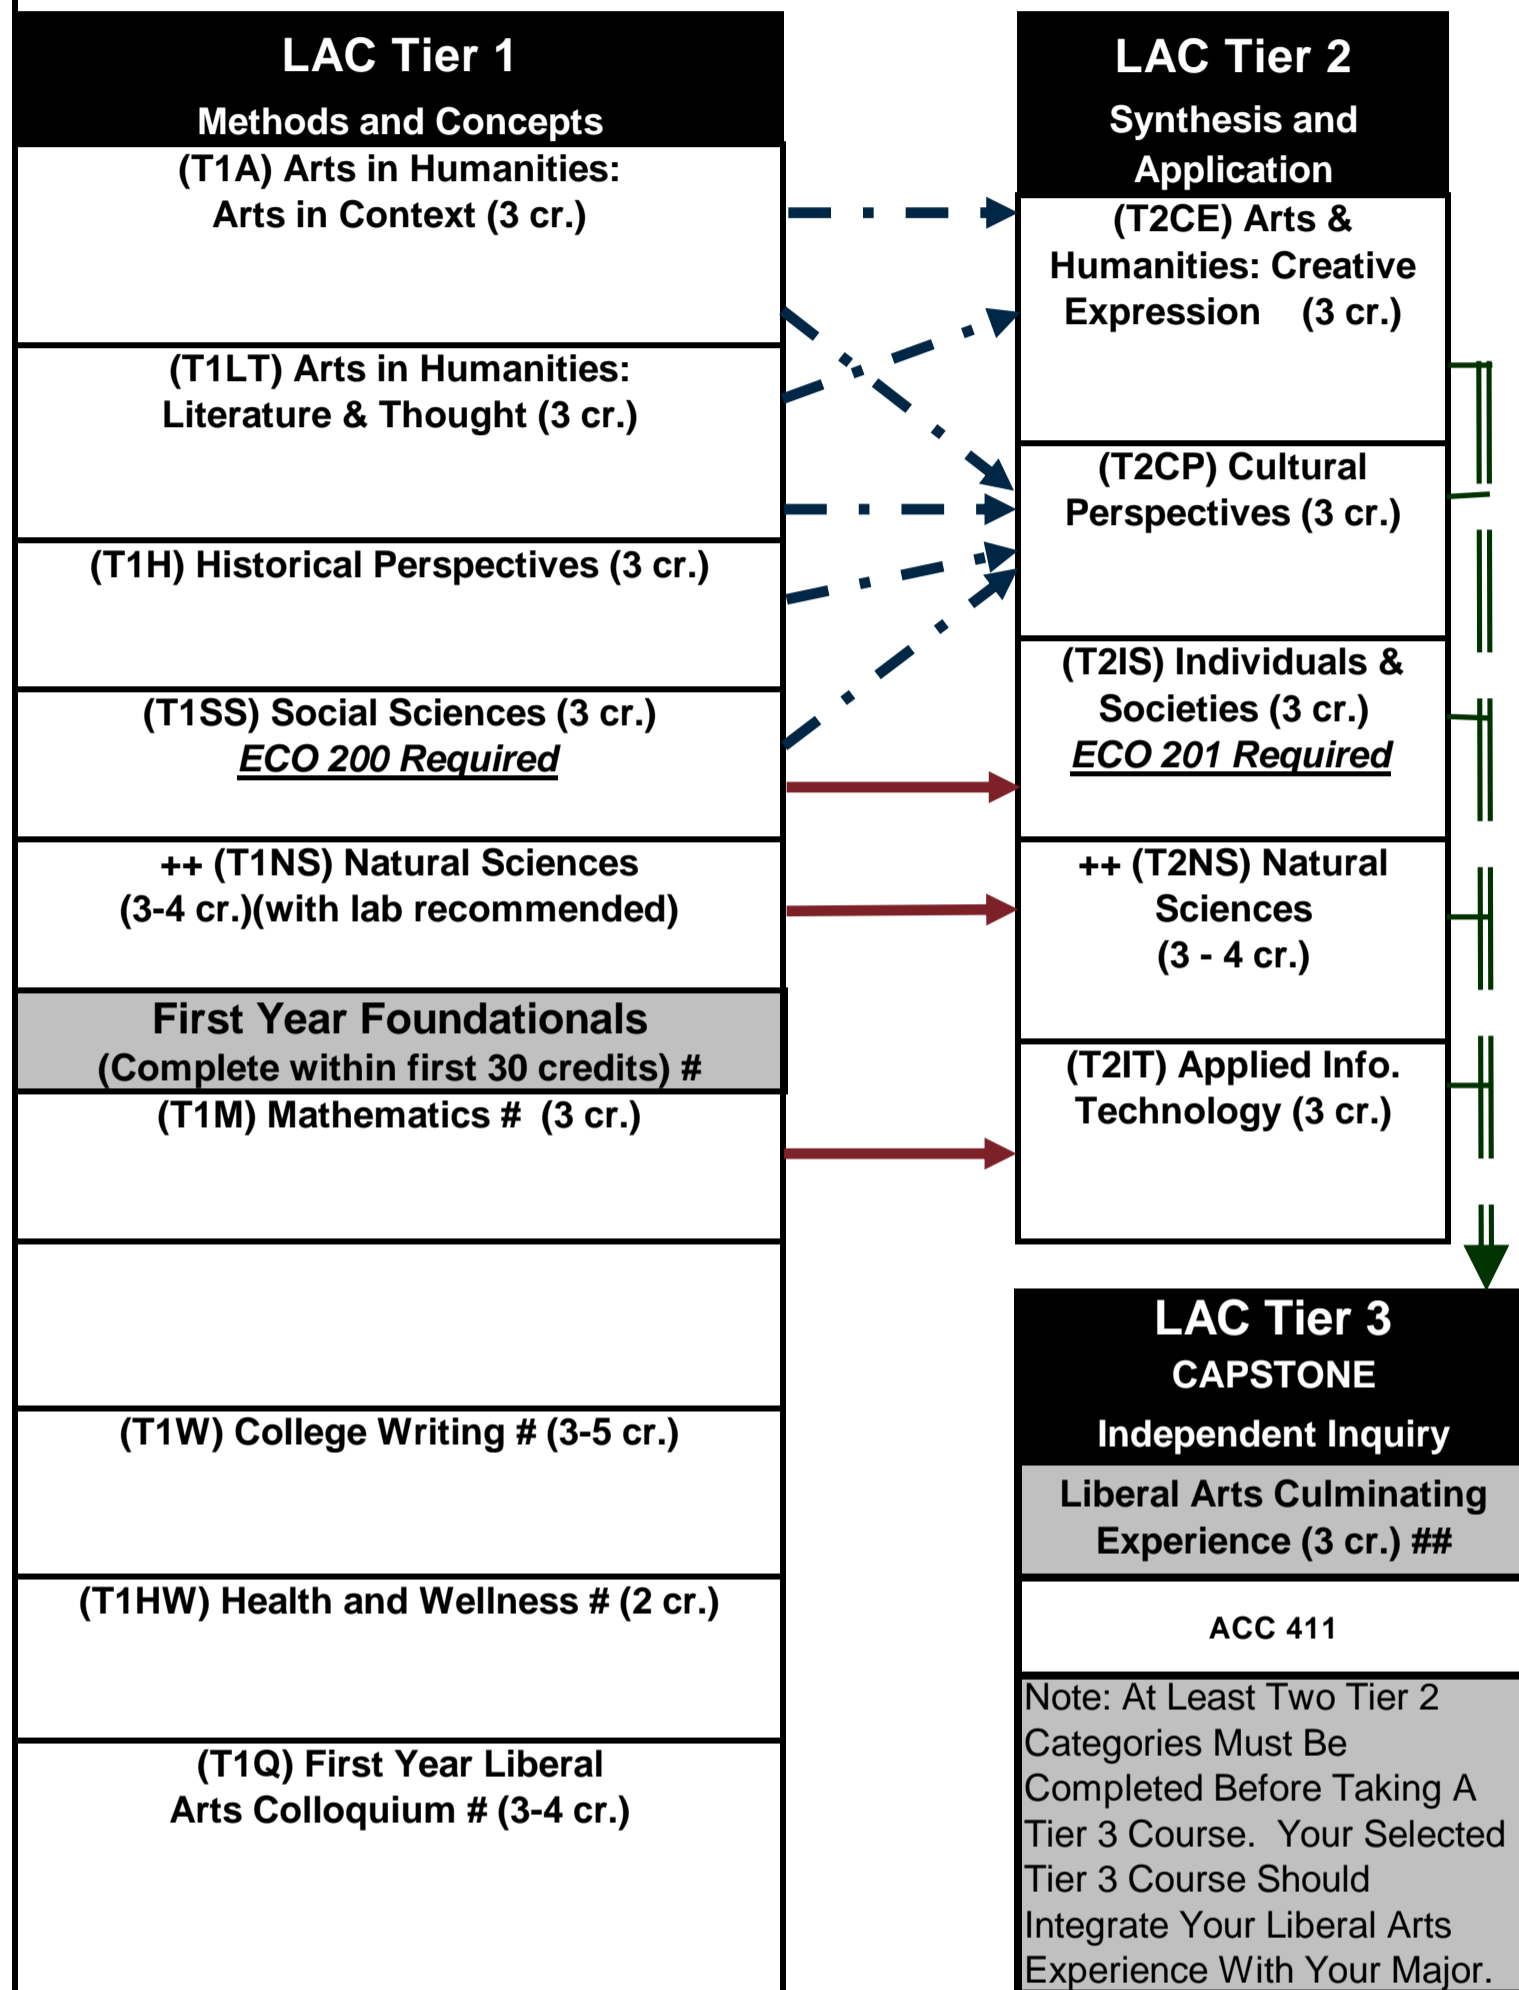 LAC Tier 1
Methods and Concepts
(T1A) Arts in Humanities:
Arts in Context (3 cr.)
(T1LT) Arts in Humanities:
Literature & Thought (3 cr.)
(T1H) Historical Perspectives (3 cr.)
(T1SS) Social Sciences (3 cr.)
ECO 200 Required
++ (T1NS) Natural Sciences
(3-4 cr.)(with lab recommended)
First Year Foundationals
(Complete within first 30 credits) #
(T1M) Mathematics # (3 cr.)
(T1W) College Writing # (3-5 cr.)
(T1HW) Health and Wellness # (2 cr.)
(T1Q) First Year Liberal
Arts Colloquium # (3-4 cr.)
LAC Tier 2
Synthesis and
Application
(T2CE) Arts &
Humanities: Creative
Expression (3 cr.)
(T2CP) Cultural
Perspectives (3 cr.)
(T2IS) Individuals &
Societies (3 cr.)
ECO 201 Required
++ (T2NS) Natural
Sciences
(3 - 4 cr.)
(T2IT) Applied Info.
Technology (3 cr.)
LAC Tier 3
CAPSTONE
Independent Inquiry
Liberal Arts Culminating
Experience (3 cr.) ##
ACC 411
Note: At Least Two Tier 2
Categories Must Be
Completed Before Taking A
Tier 3 Course. Your Selected
Tier 3 Course Should
Integrate Your Liberal Arts
Experience With Your Major.